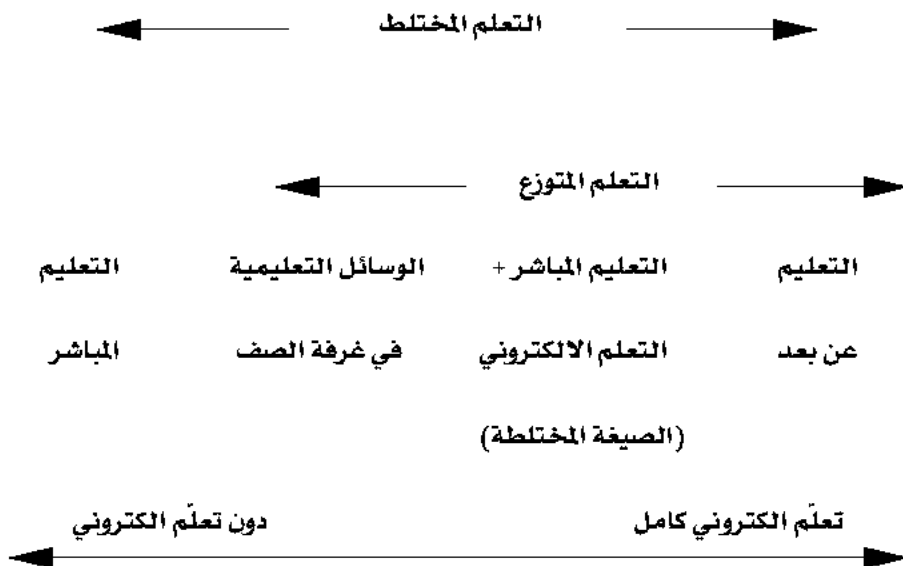 التعلم المختلط
التعلم المتوزع
التعليم التعليم المباشر + الوسائل التعليمية التعليم
عن بعد التعلم الالكتروني في غرفة الصف المباشر
(الصيغة المختلطة)
تعلّم الكتروني كامل دون تعلّم الكتروني